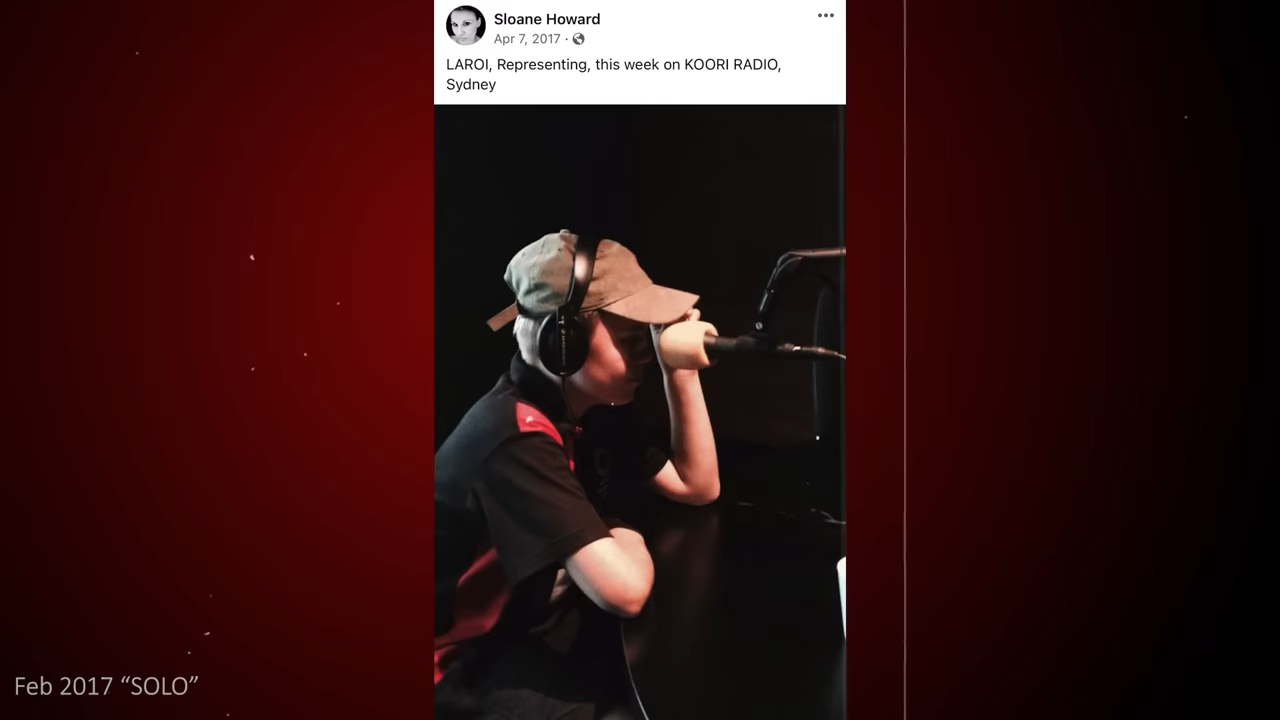 Sloane Howard
Apr 7, 2017 ·
LAROI, Representing, this week on KOORI RADIO,
Sydney
Feb 2017 “SOLO”